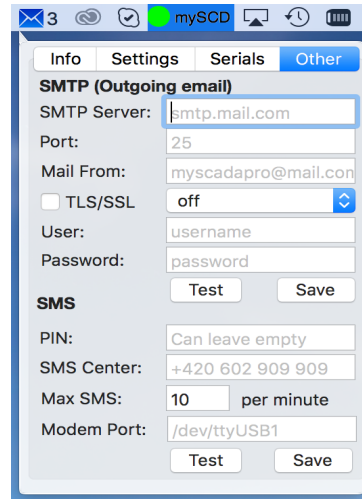 3 mySCD
Info Settings Serials Other
SMTP (Outgoing email)
SMTP Server: smtp.mail.com
Port: 25
Mail From: myscadapro@mail.con
TLS/SSL off
User: username
Password: password
Test Save
SMS
PIN: Can leave empty
SMS Center: +420 602 909 909
Max SMS: 10 per minute
Modem Port: /dev/ttyUSB1
Test Save